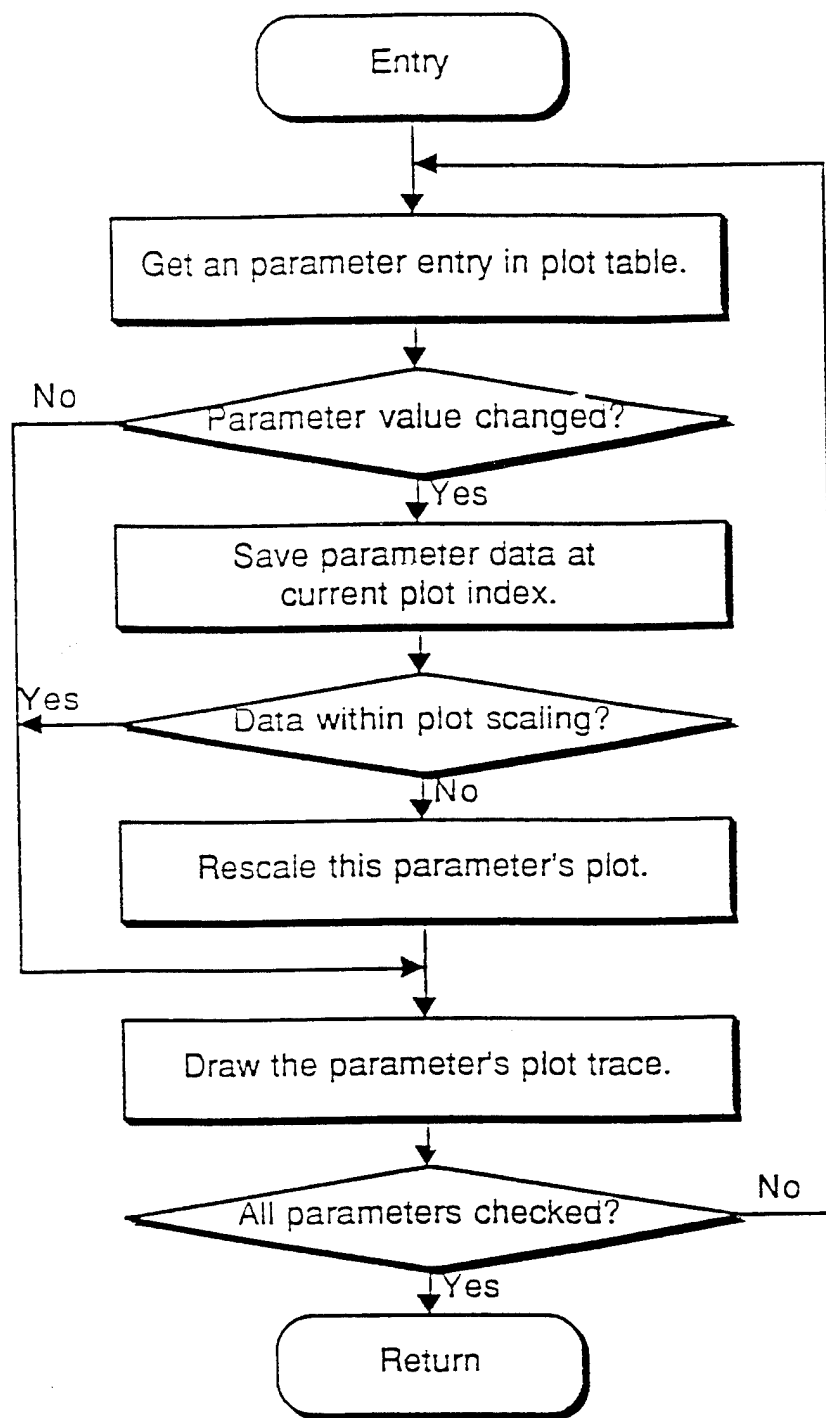 Entry
Get an parameter entry in plot table.
No
Parameter value changed?
Yes
Save parameter data at
current plot index.
Yes
Data within plot scaling?
No
Rescale this parameter's plot.
Draw the parameter's plot trace.
No
All parameters checked?
Yes
Return